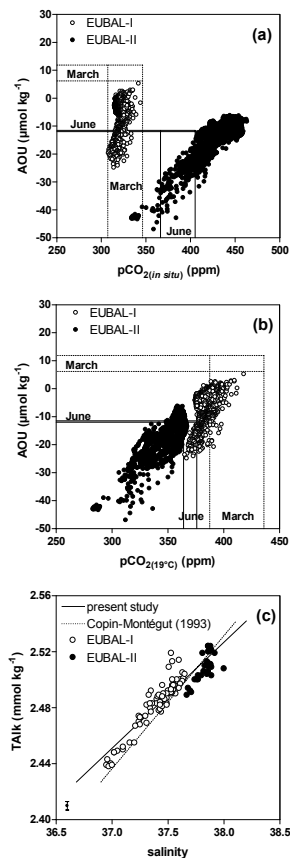 EUBAL-I
EUBAL-II
(a)
30
20
10
0
-10
-20
-30
-40
-50
AOU (µmol kg⁻¹)
March
June
March
June
250 300 350 400 450 500
pCO₂(in situ) (ppm)
EUBAL-I
EUBAL-II
(b)
30
20
10
0
-10
-20
-30
-40
-50
AOU (µmol kg⁻¹)
March
June
June March
250 300 350 400 450
pCO₂(19°C) (ppm)
present study
Copin-Montégut (1993)
EUBAL-I
EUBAL-II
(c)
2.56
2.52
2.48
2.44
2.40
TAlk (mmol kg⁻¹)
36.5 37.0 37.5 38.0 38.5
salinity